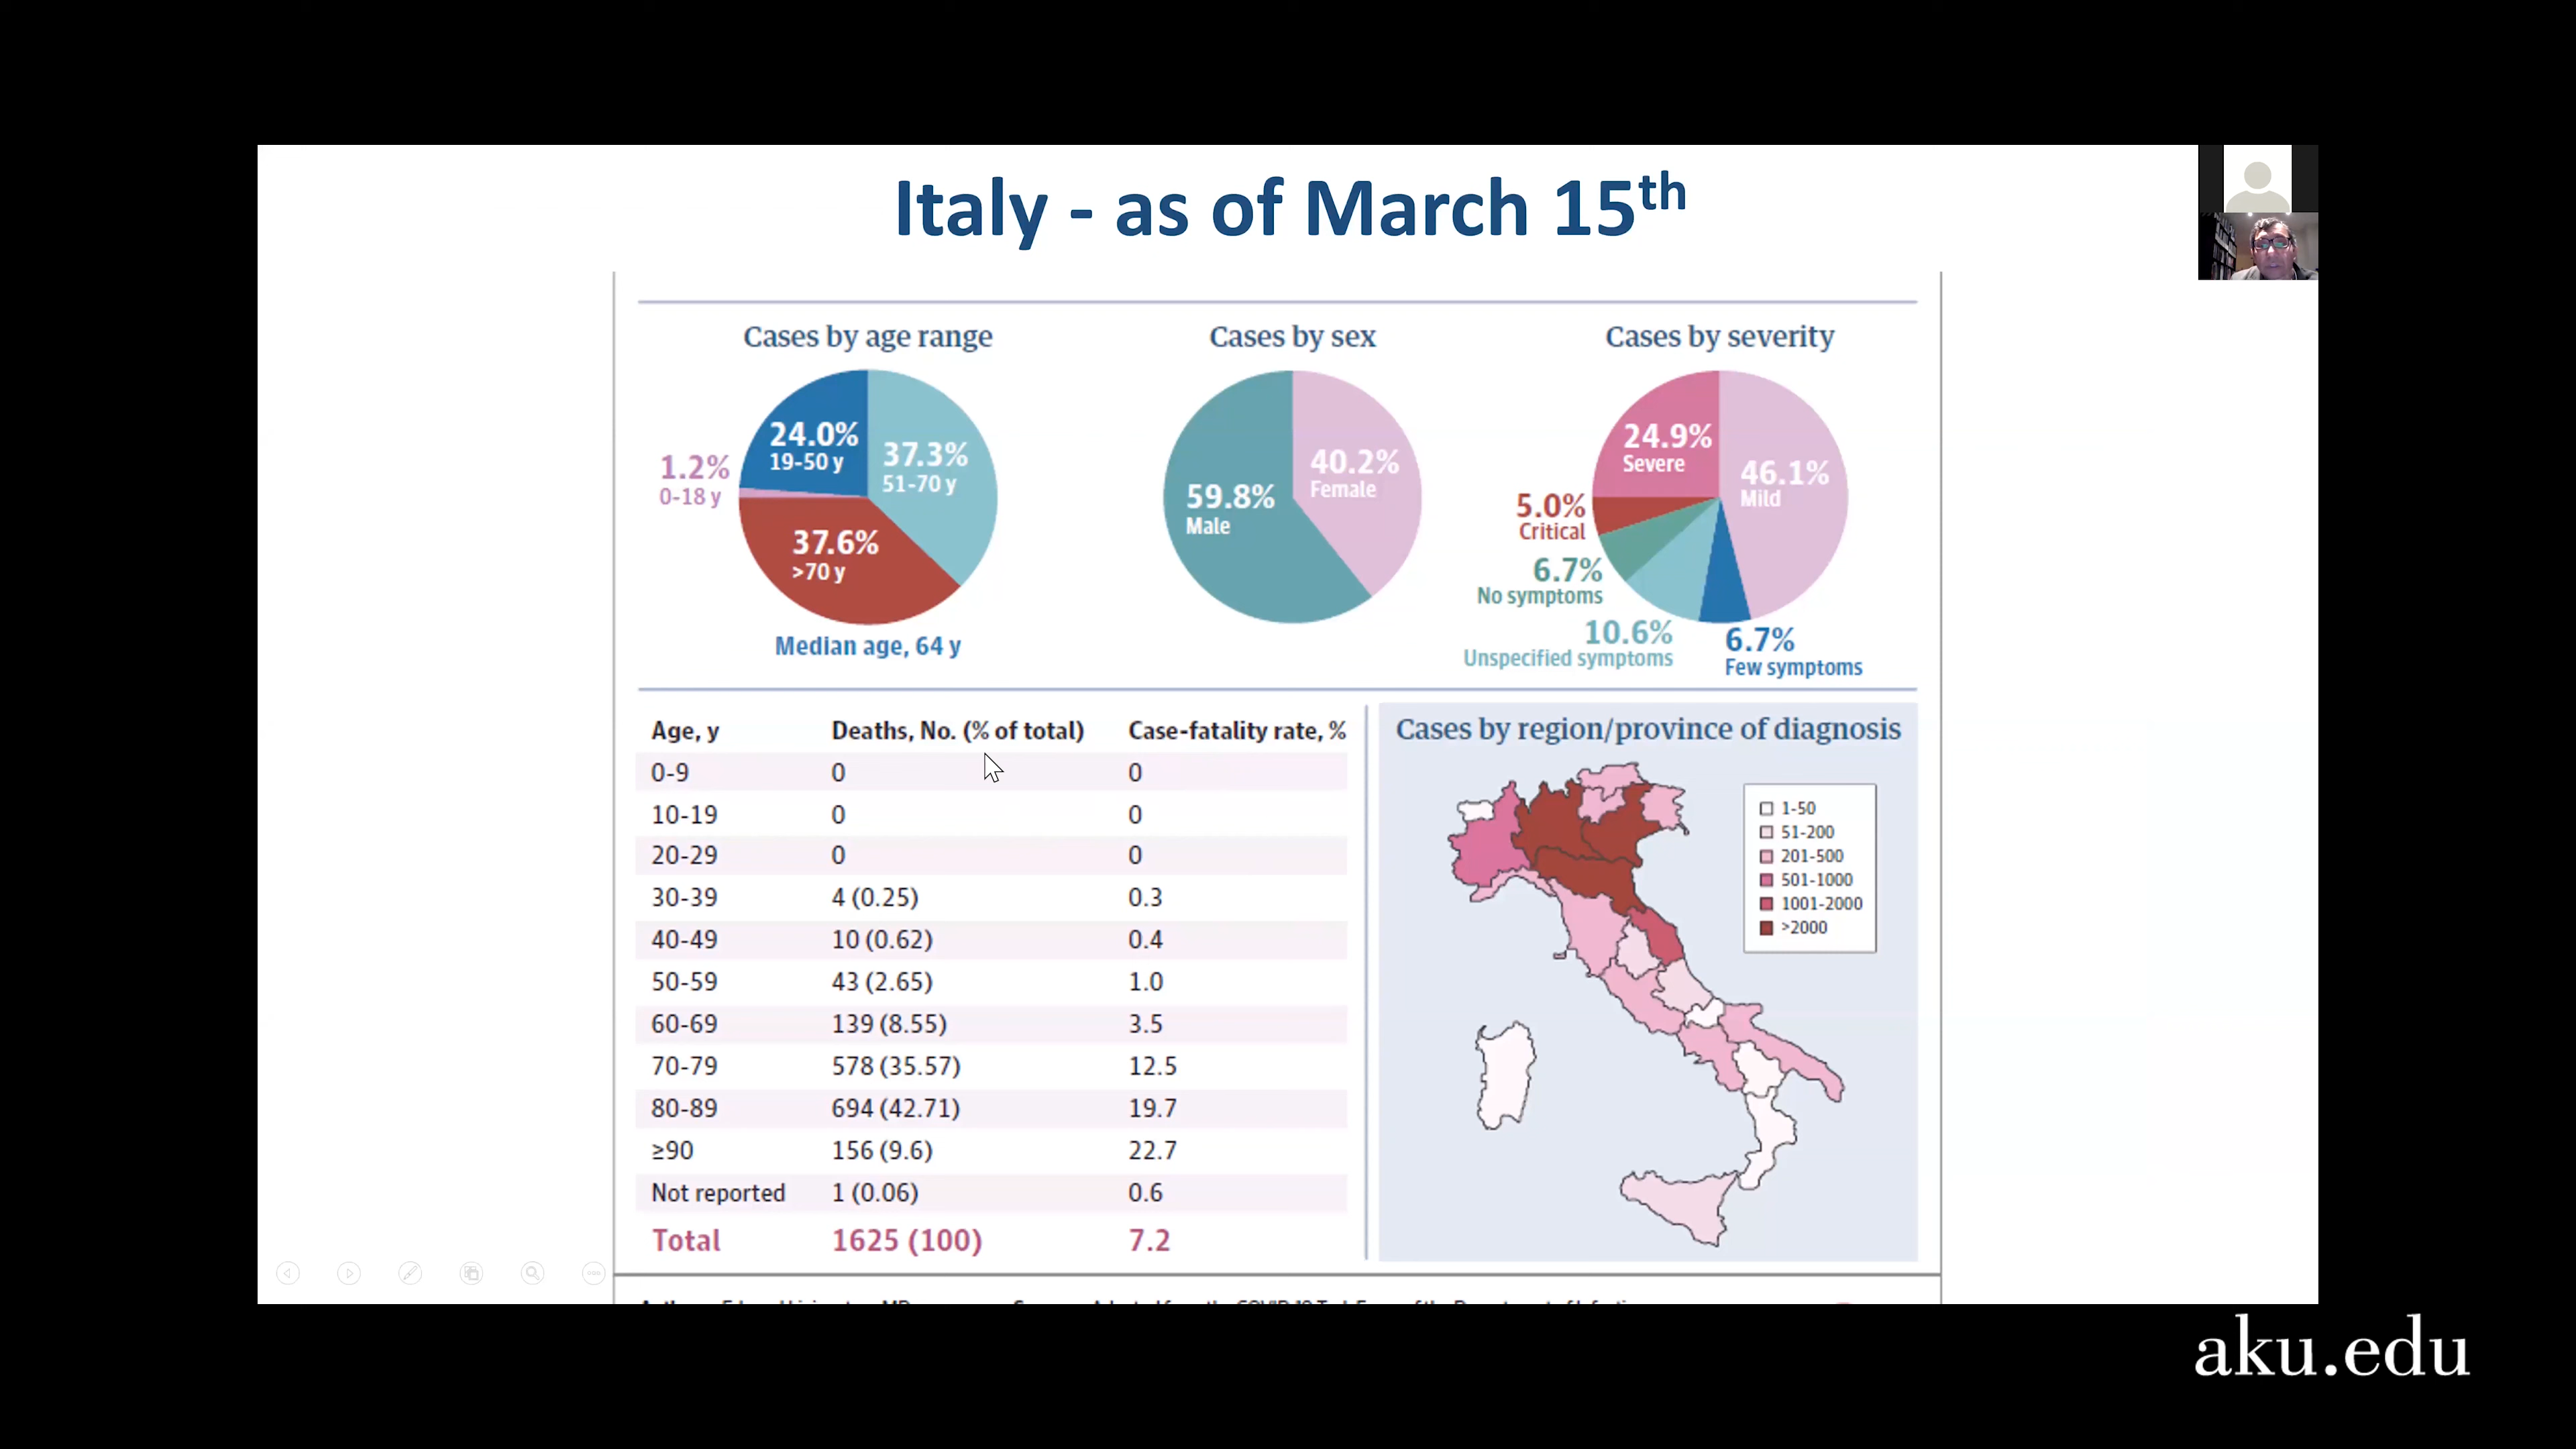 Italy - as of March 15th
Cases by age range
24.0%
19-50 y
37.3%
51-70 y
1.2%
0-18 y
37.6%
>70 y
Median age, 64 y
Cases by sex
40.2%
Female
59.8%
Male
Cases by severity
24.9%
Severe
46.1%
Mild
5.0%
Critical
6.7%
No symptoms
10.6%
Unspecified symptoms
6.7%
Few symptoms
Age, y Deaths, No. (% of total) Case-fatality rate, %
0-9 0 0
10-19 0 0
20-29 0 0
30-39 4 (0.25) 0.3
40-49 10 (0.62) 0.4
50-59 43 (2.65) 1.0
60-69 139 (8.55) 3.5
70-79 578 (35.57) 12.5
80-89 694 (42.71) 19.7
≥90 156 (9.6) 22.7
Not reported 1 (0.06) 0.6
Total 1625 (100) 7.2
Cases by region/province of diagnosis
1-50
51-200
201-500
501-1000
1001-2000
>2000
aku.edu